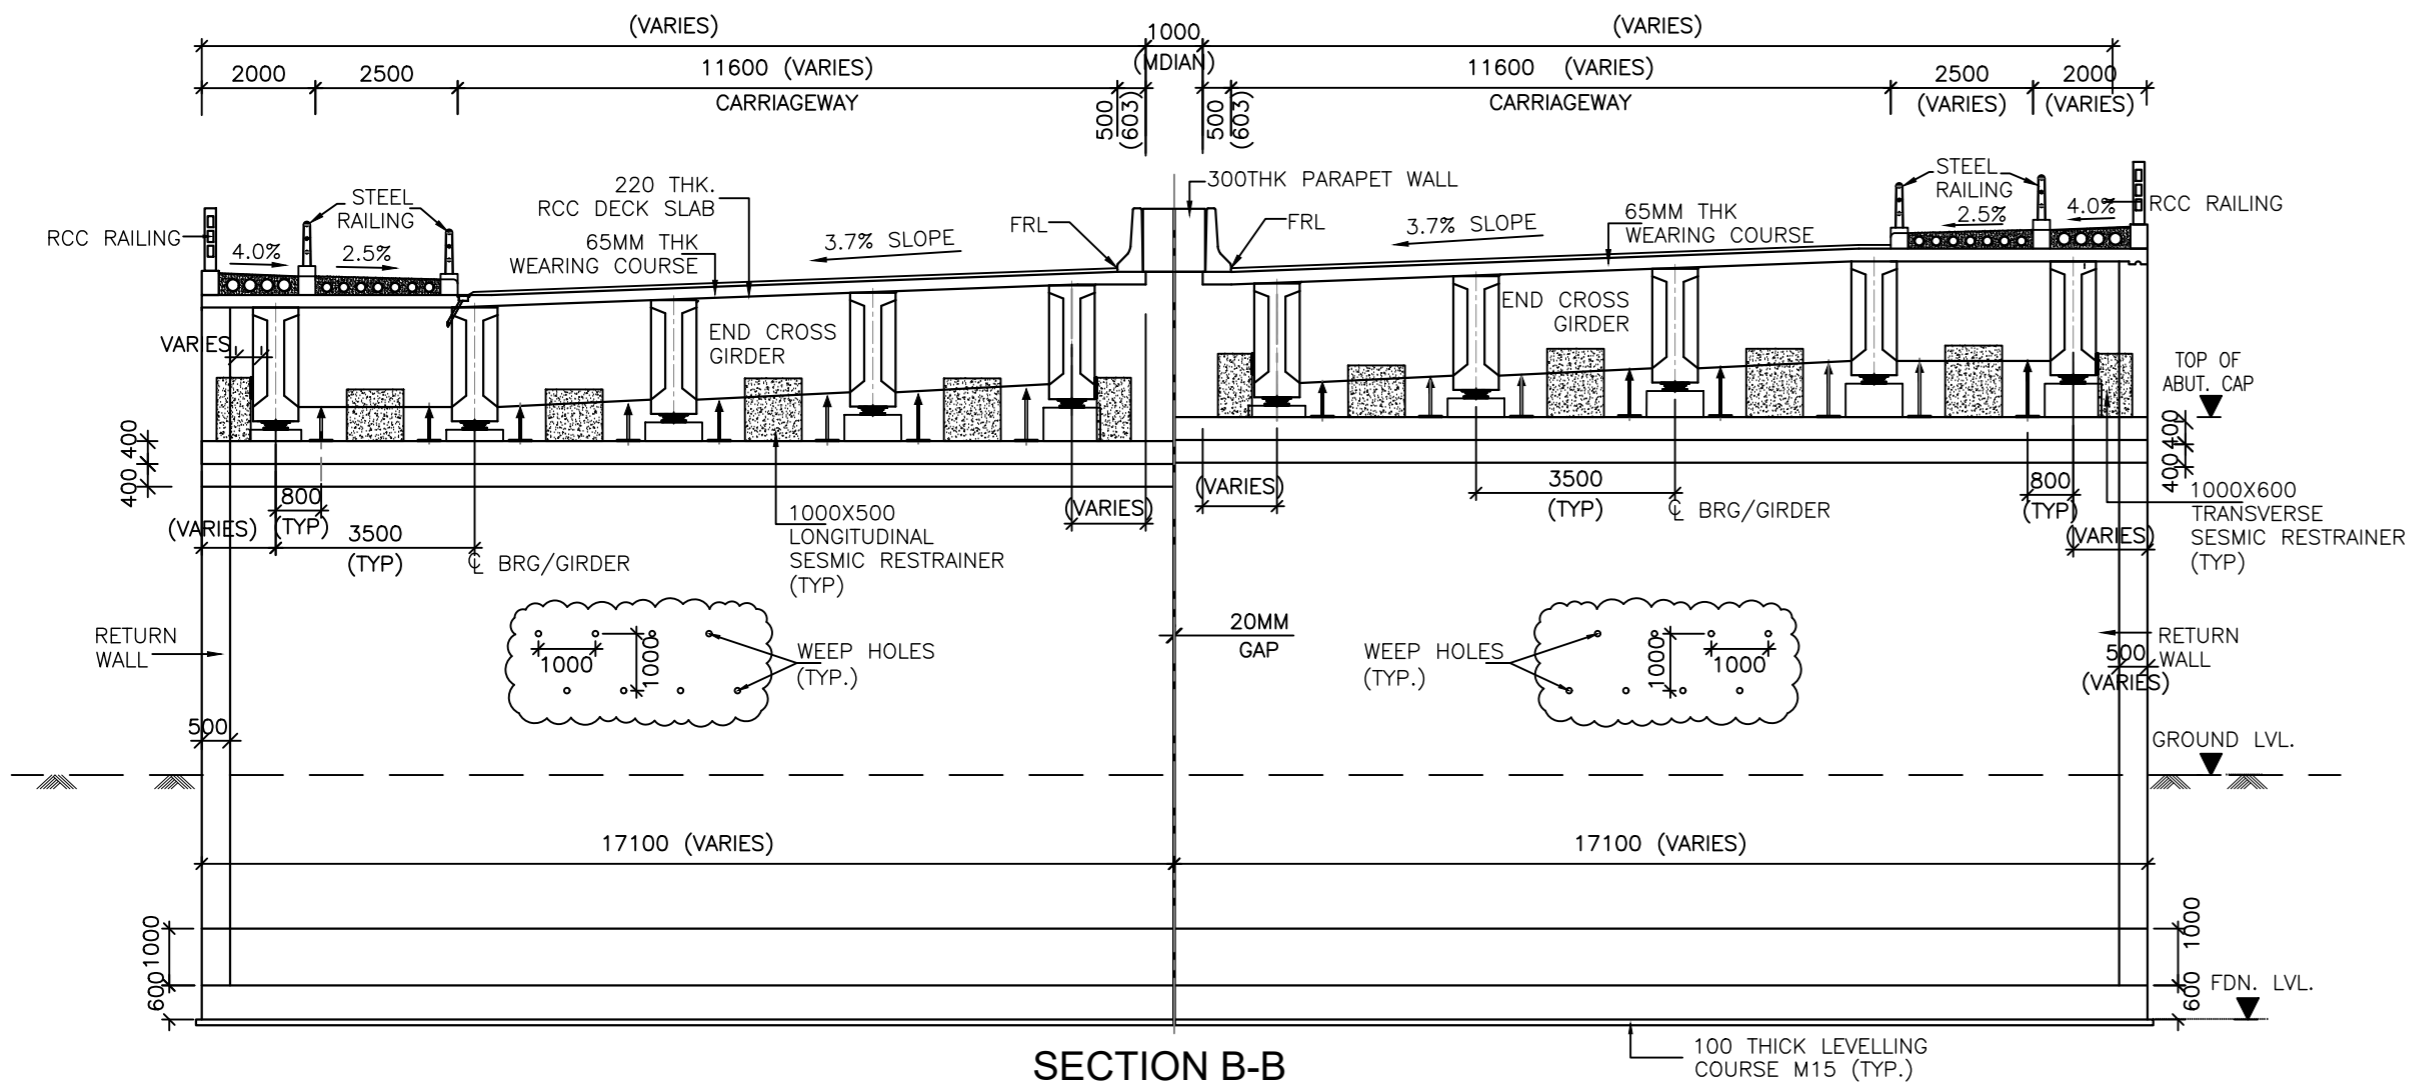 (VARIES)
1000
(MDIAN)
(VARIES)
2000
2500
11600 (VARIES)
CARRIAGEWAY
500
(603)
500
(603)
11600 (VARIES)
CARRIAGEWAY
2500
(VARIES)
2000
(VARIES)
RCC RAILING
4.0%
STEEL
RAILING
2.5%
220 THK.
RCC DECK SLAB
65MM THK
WEARING COURSE
3.7% SLOPE
FRL
300THK PARAPET WALL
FRL
3.7% SLOPE
65MM THK
WEARING COURSE
STEEL
RAILING
2.5%
4.0%
RCC RAILING
VARIES
END CROSS
GIRDER
END CROSS
GIRDER
TOP OF
ABUT. CAP
400
400
400
400
800
(TYP)
(VARIES)
3500
(TYP)
℄ BRG/GIRDER
1000X500
LONGITUDINAL
SESMIC RESTRAINER
(TYP)
(VARIES)
(VARIES)
3500
(TYP)
℄ BRG/GIRDER
800
(TYP)
(VARIES)
1000X600
TRANSVERSE
SESMIC RESTRAINER
(TYP)
RETURN
WALL
1000
1000
WEEP HOLES
(TYP.)
20MM
GAP
WEEP HOLES
(TYP.)
1000
1000
RETURN
WALL
500
(VARIES)
500
GROUND LVL.
17100 (VARIES)
17100 (VARIES)
1000
600
1000
600
FDN. LVL.
100 THICK LEVELLING
COURSE M15 (TYP.)
SECTION B-B